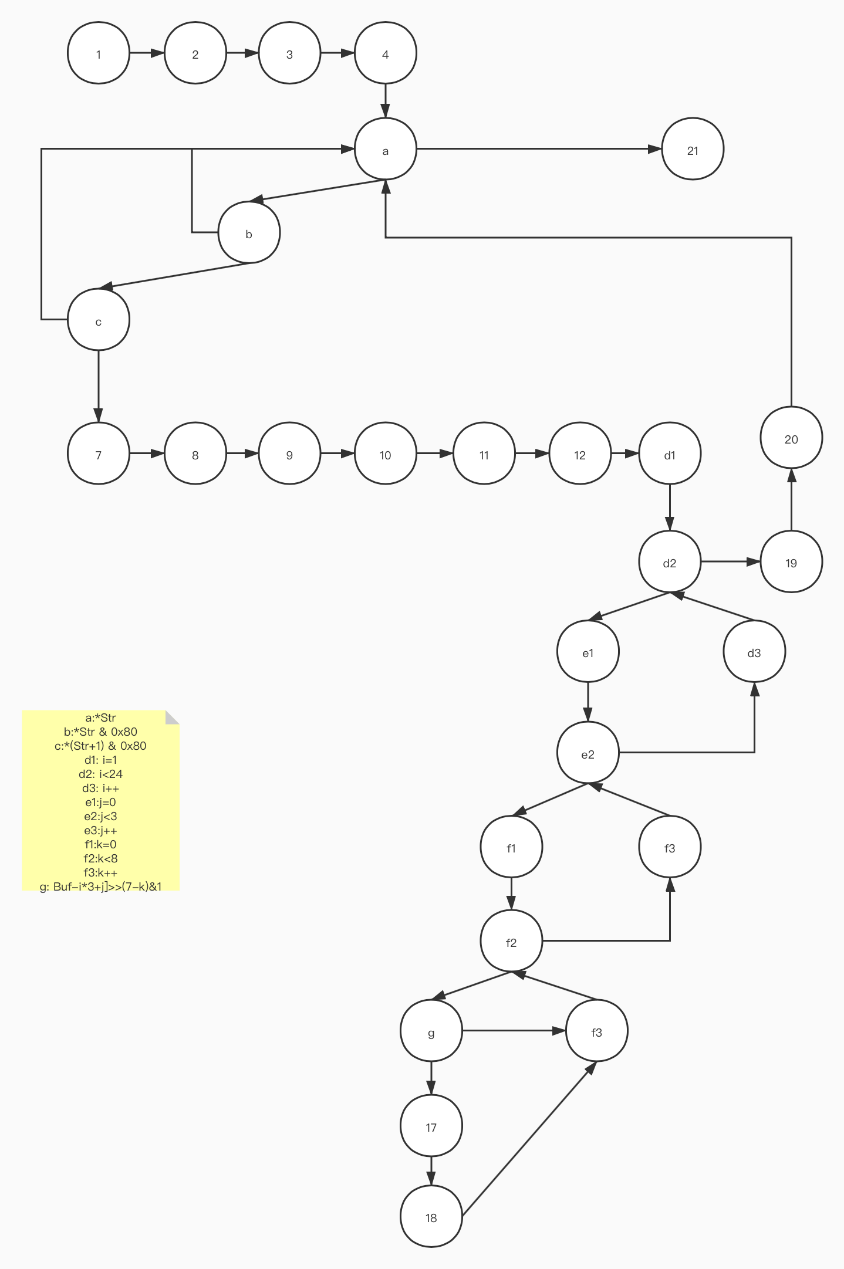 1
2
3
4
a
21
b
c
20
7
8
9
10
11
12
d1
d2
19
e1
d3
e2
a:*Str
b:*Str & 0x80
c:*(Str+1) & 0x80
d1: i=1
d2: i<24
d3: i++
e1:j=0
e2:j<3
e3:j++
f1:k=0
f2:k<8
f3:k++
g: Buf-i*3+j]>>(7-k)&1
f1
f3
f2
g
f3
17
18